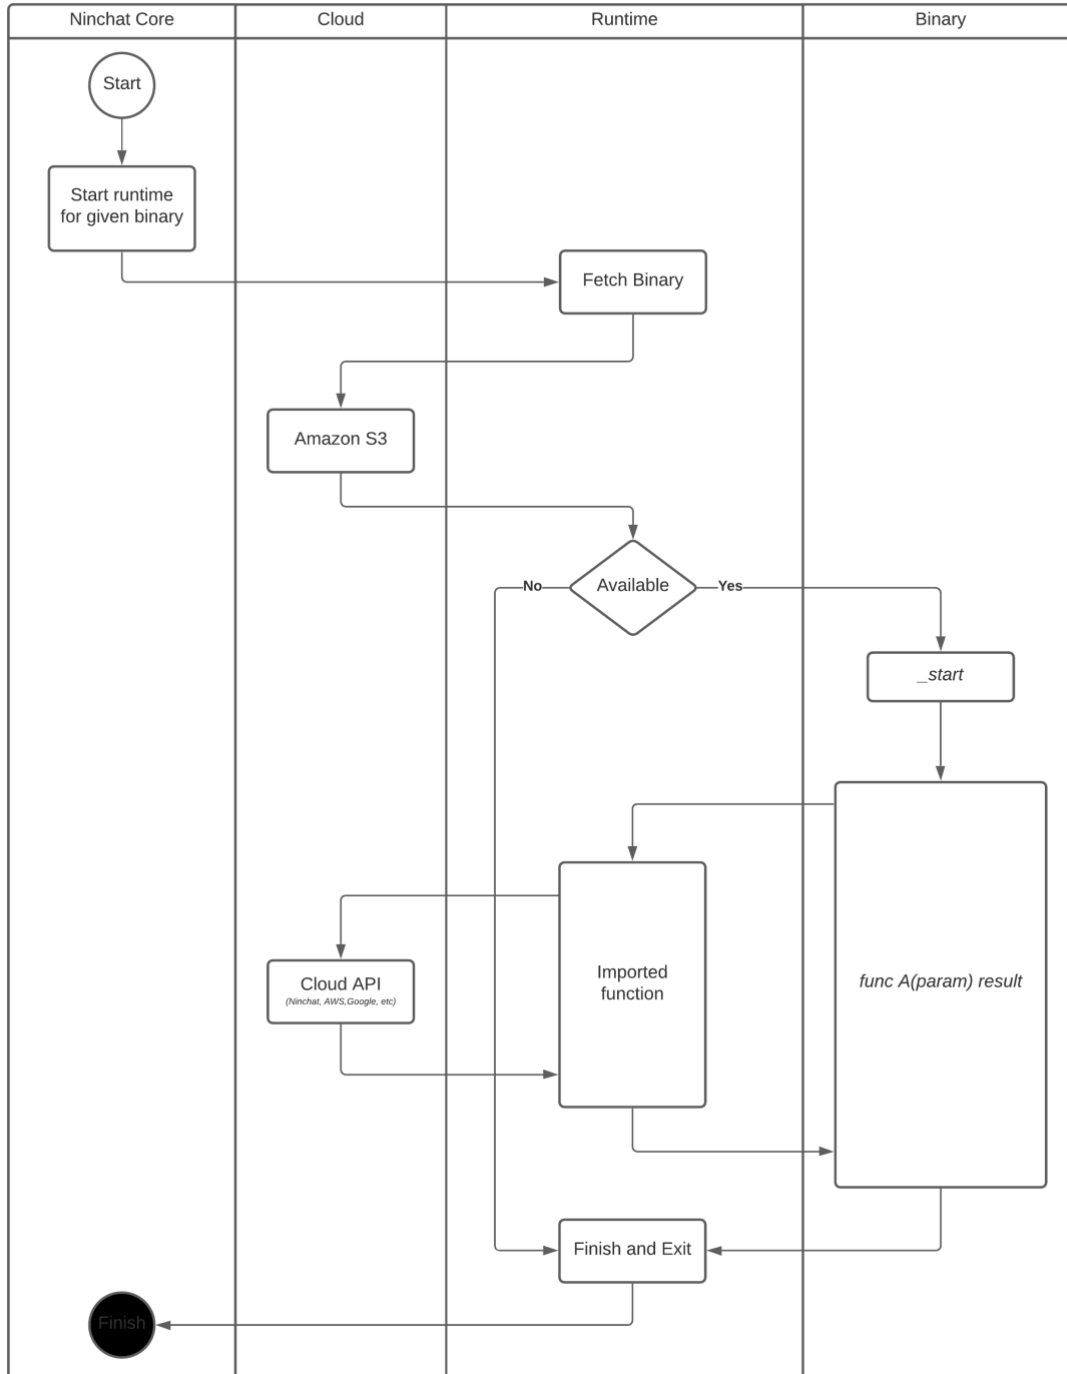 Ninchat Core
Cloud
Runtime
Binary
Start
Start runtime
for given binary
Fetch Binary
Amazon S3
Available
No
Yes
_start
Imported
function
Cloud API
(Ninchat, AWS,Google, etc)
func A(param) result
Finish and Exit
Finish